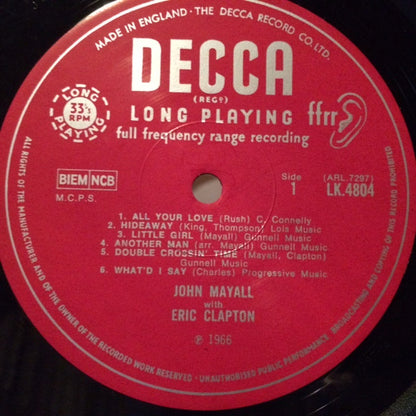 MADE IN ENGLAND · THE DECCA RECORD CO. LTD.
DECCA
(REGD)
LONG PLAYING
33⅓
RPM
LONG PLAYING ffrr
full frequency range recording
BIEM NCB
M.C.P.S.
Side
1
(ARL.7297)
LK.4804
1. ALL YOUR LOVE (Rush) C. Connelly
2. HIDEAWAY (King, Thompson) Lois Music
3. LITTLE GIRL (Mayall) Gunnell Music
4. ANOTHER MAN (arr. Mayall) Gunnell Music
5. DOUBLE CROSSIN' TIME (Mayall, Clapton)
Gunnell Music
6. WHAT'D I SAY (Charles) Progressive Music
JOHN MAYALL
with
ERIC CLAPTON
℗ 1966
ALL RIGHTS OF THE MANUFACTURER AND OF THE OWNER OF THE RECORDED WORK RESERVED · UNAUTHORISED PUBLIC PERFORMANCE, BROADCASTING AND COPYING OF THIS RECORD PROHIBITED